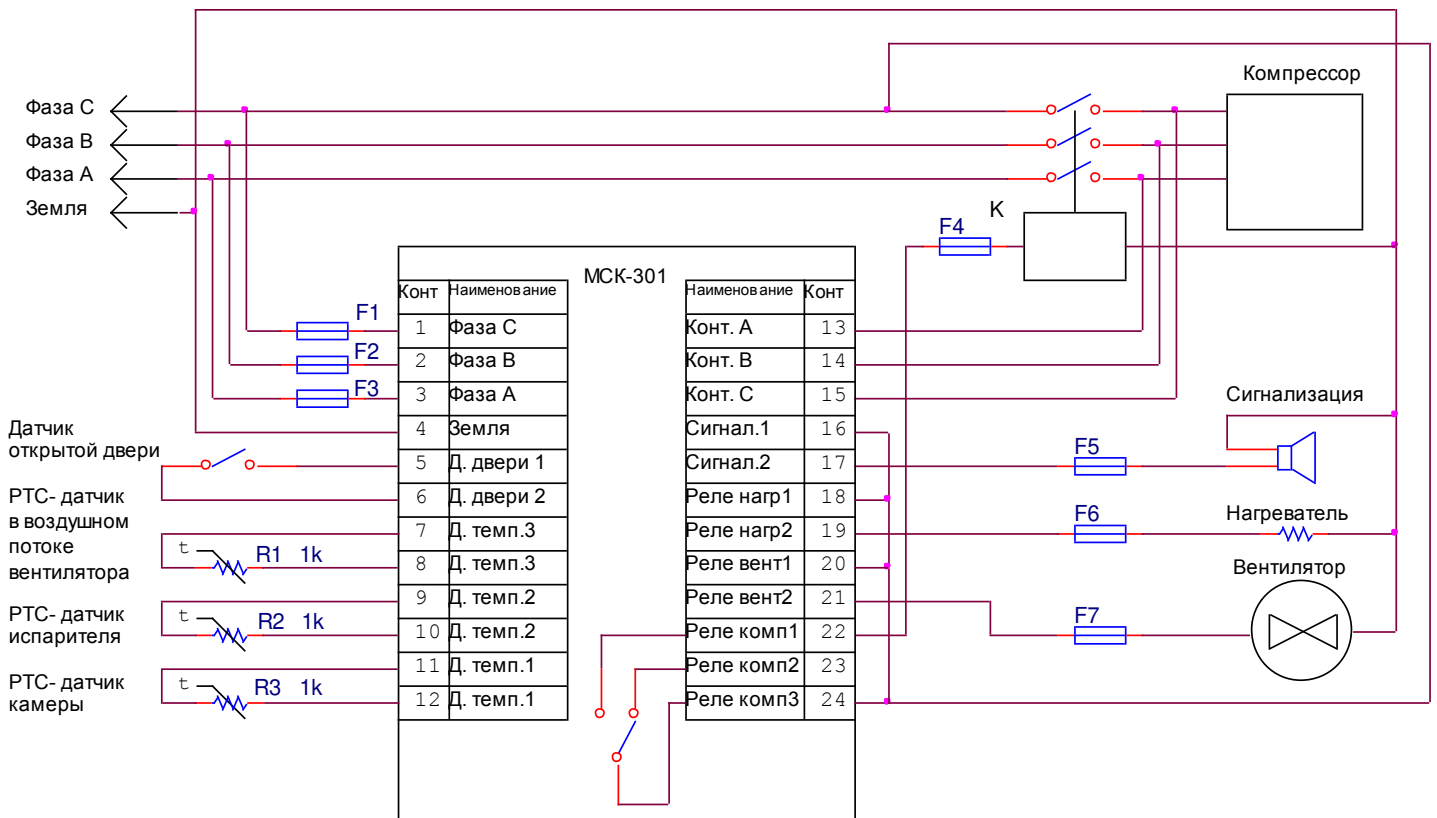 Компрессор
Фаза С
Фаза В
Фаза А
Земля
К
F4
МСК-301
Конт Наименование
Наименование Конт
F1
1 Фаза С
Конт. А 13
F2
2 Фаза В
Конт. В 14
F3
3 Фаза А
Конт. С 15
Сигнализация
4 Земля
Сигнал.1 16
Датчик
открытой двери
5 Д. двери 1
Сигнал.2 17
F5
РТС- датчик
в воздушном
потоке
вентилятора
6 Д. двери 2
Реле нагр1 18
7 Д. темп.3
Реле нагр2 19
F6
Нагреватель
t
R1 1k
8 Д. темп.3
Реле вент1 20
Вентилятор
9 Д. темп.2
Реле вент2 21
F7
РТС- датчик
испарителя
t
R2 1k
10 Д. темп.2
Реле комп1 22
11 Д. темп.1
Реле комп2 23
РТС- датчик
камеры
t
R3 1k
12 Д. темп.1
Реле комп3 24